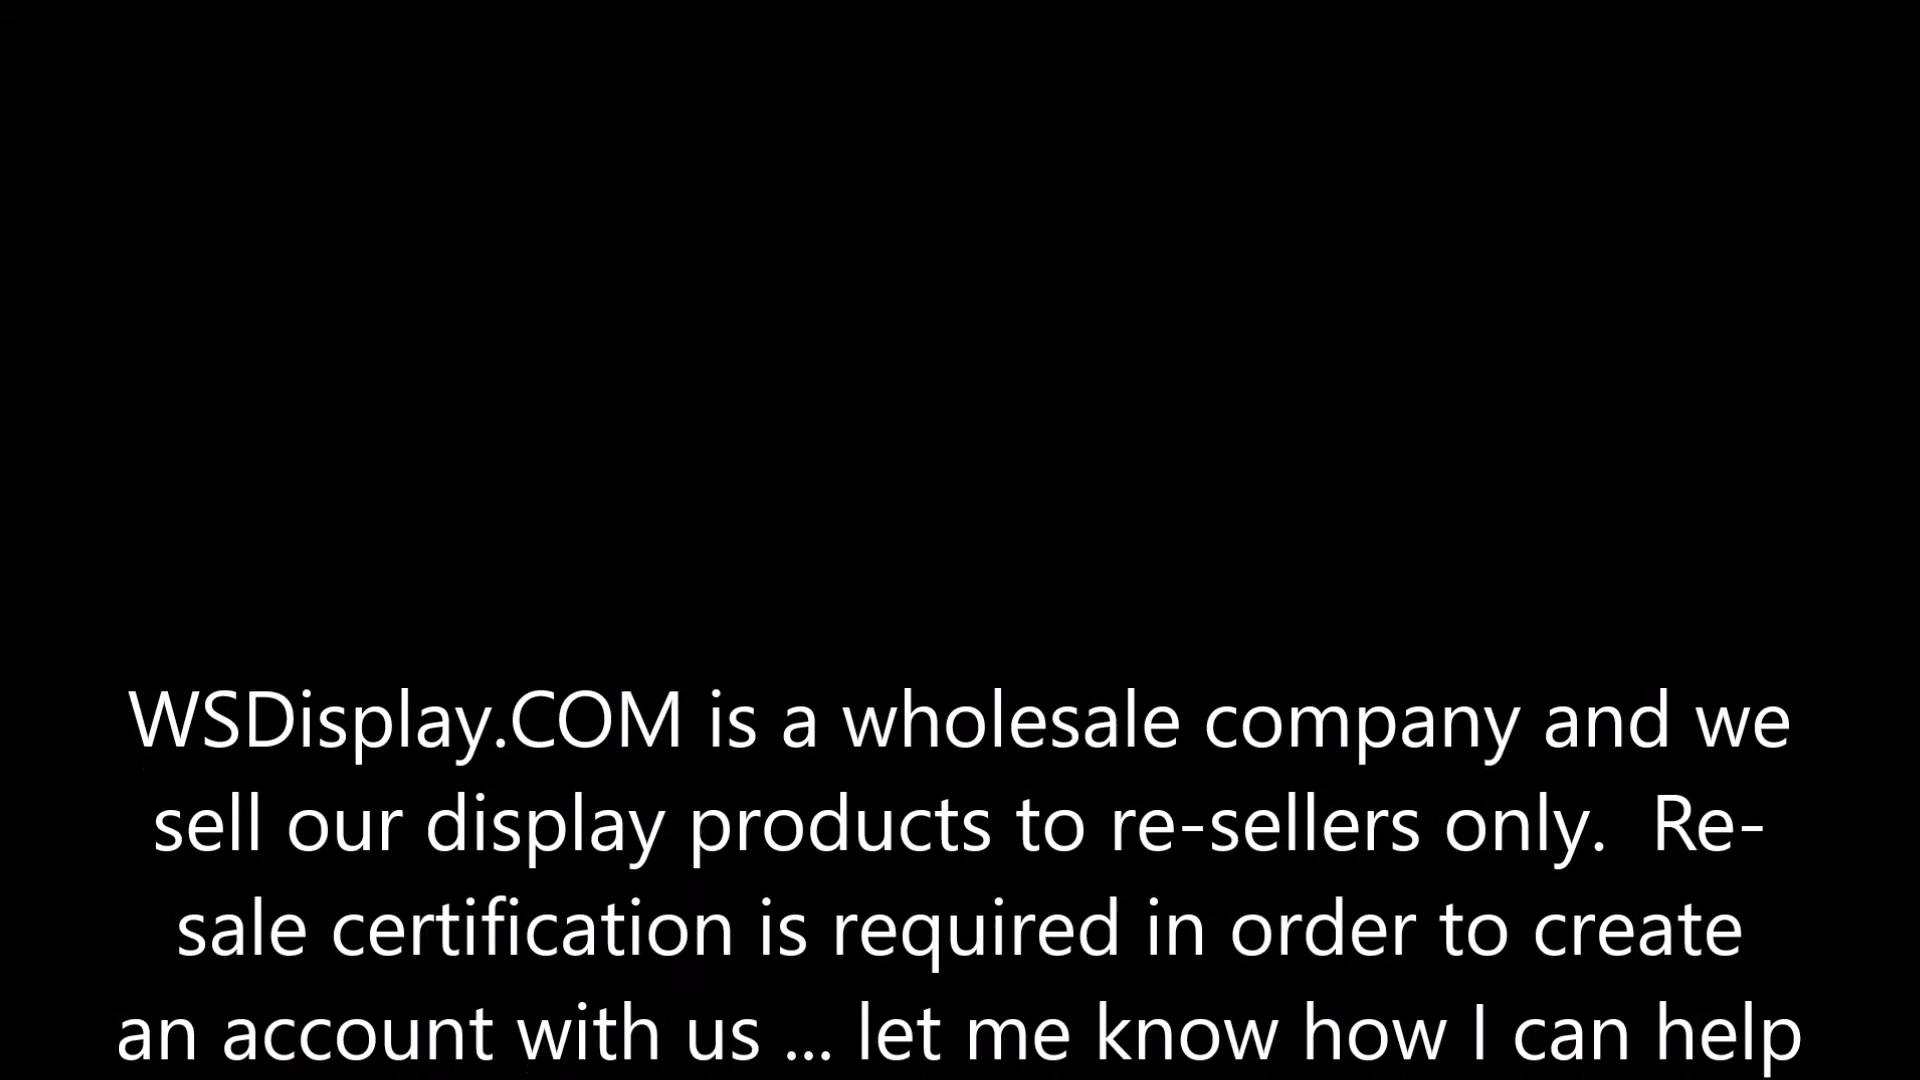 WSDisplay.COM is a wholesale company and we
sell our display products to re-sellers only.  Re-
sale certification is required in order to create
an account with us ... let me know how I can help